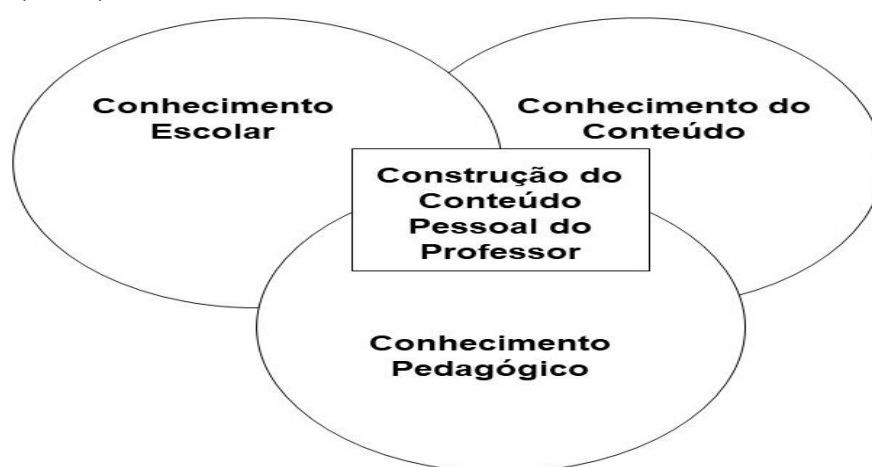 Conhecimento
Escolar
Conhecimento do
Conteúdo
Construção do
Conteúdo
Pessoal do
Professor
Conhecimento
Pedagógico